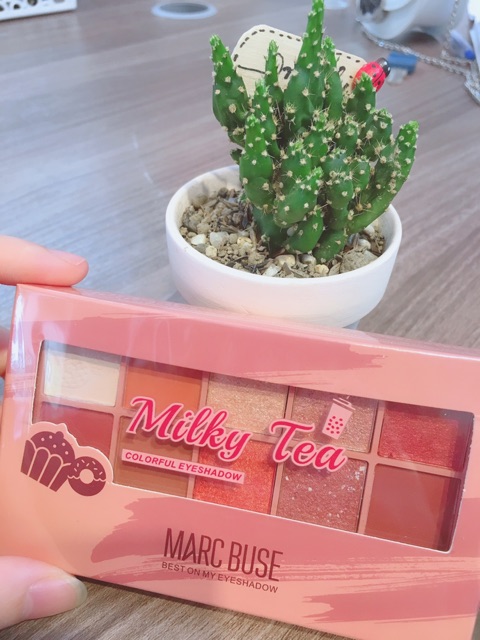 Milky Tea
COLORFUL EYESHADOW
MARC BUSE
BEST ON MY EYESHADOW